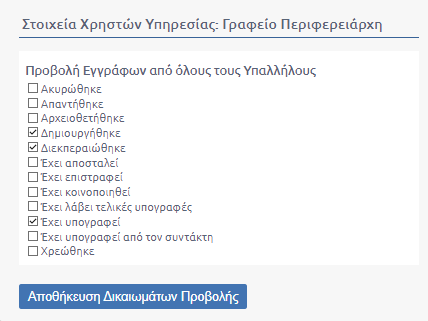 Στοιχεία Χρηστών Υπηρεσίας: Γραφείο Περιφερειάρχη
Προβολή Εγγράφων από όλους τους Υπαλλήλους
Ακυρώθηκε
Απαντήθηκε
Αρχειοθετήθηκε
Δημιουργήθηκε
Διεκπεραιώθηκε
Έχει αποσταλεί
Έχει επιστραφεί
Έχει κοινοποιηθεί
Έχει λάβει τελικές υπογραφές
Έχει υπογραφεί
Έχει υπογραφεί από τον συντάκτη
Χρεώθηκε
Αποθήκευση Δικαιωμάτων Προβολής